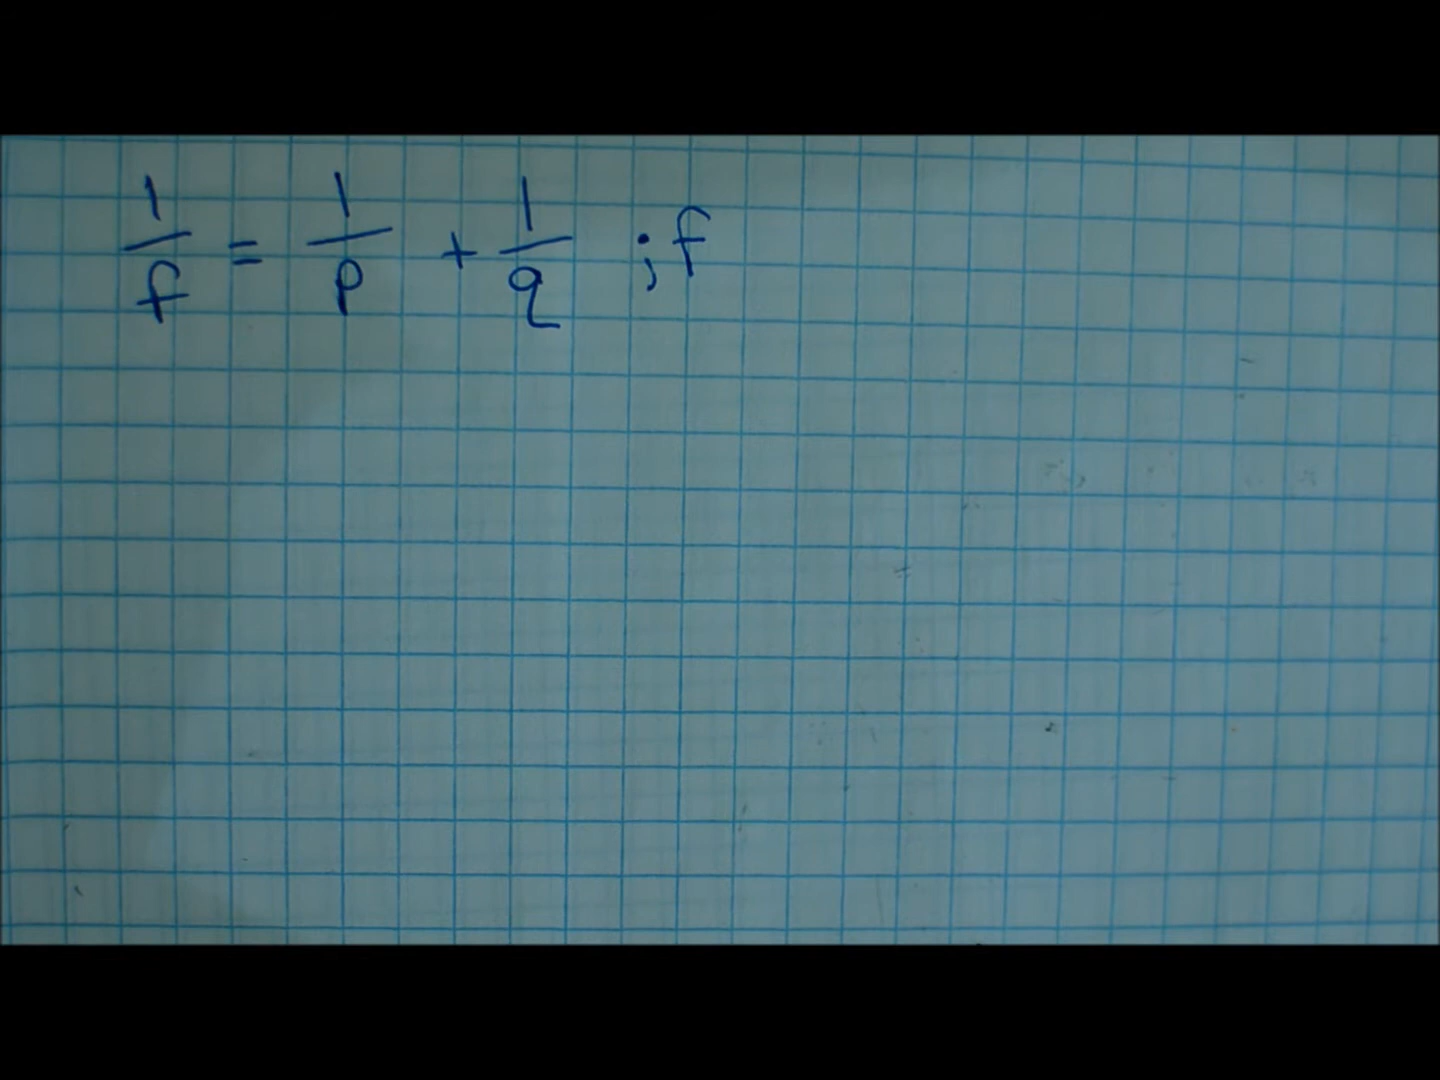 1/f = 1/p + 1/q ; f